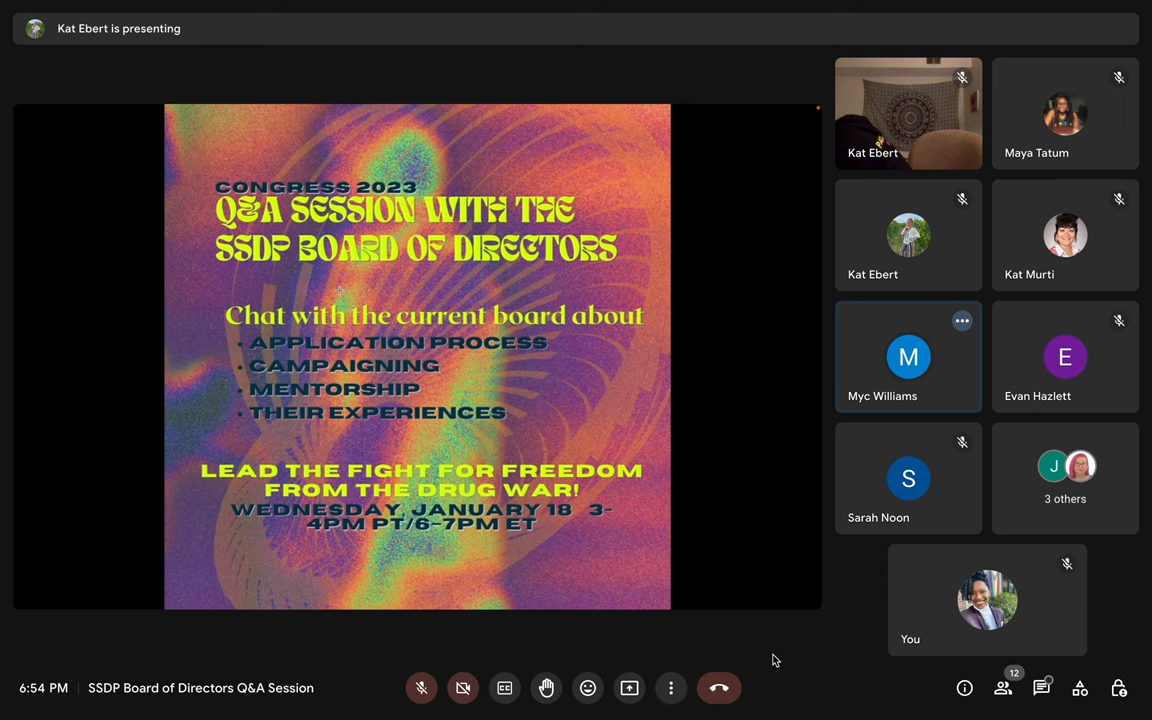 Kat Ebert is presenting
CONGRESS 2023
Q&A SESSION WITH THE
SSDP BOARD OF DIRECTORS
Chat with the current board about
• APPLICATION PROCESS
• CAMPAIGNING
• MENTORSHIP
• THEIR EXPERIENCES
LEAD THE FIGHT FOR FREEDOM
FROM THE DRUG WAR!
WEDNESDAY, JANUARY 18 3-
4PM PT/6-7PM ET
Kat Ebert
Maya Tatum
Kat Ebert
Kat Murti
M
Myc Williams
E
Evan Hazlett
S
Sarah Noon
J
3 others
You
6:54 PM | SSDP Board of Directors Q&A Session
CC
12